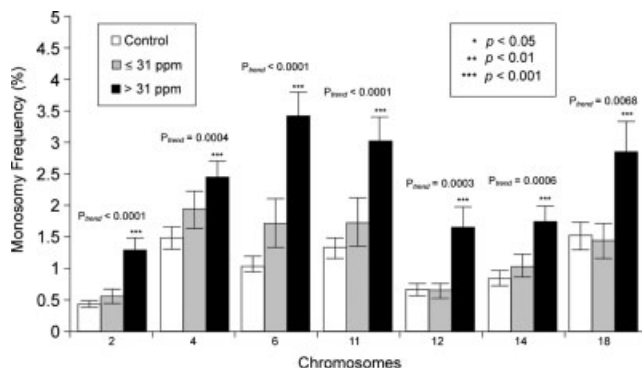 5
4.5
4
3.5
3
2.5
2
1.5
1
0.5
0
Monosomy Frequency (%)
Control
≤ 31 ppm
> 31 ppm
* p < 0.05
** p < 0.01
*** p < 0.001
Ptrend < 0.0001
***
Ptrend = 0.0004
***
Ptrend < 0.0001
***
Ptrend < 0.0001
***
Ptrend = 0.0003
***
Ptrend = 0.0006
***
Ptrend = 0.0068
***
2 4 6 11 12 14 18
Chromosomes